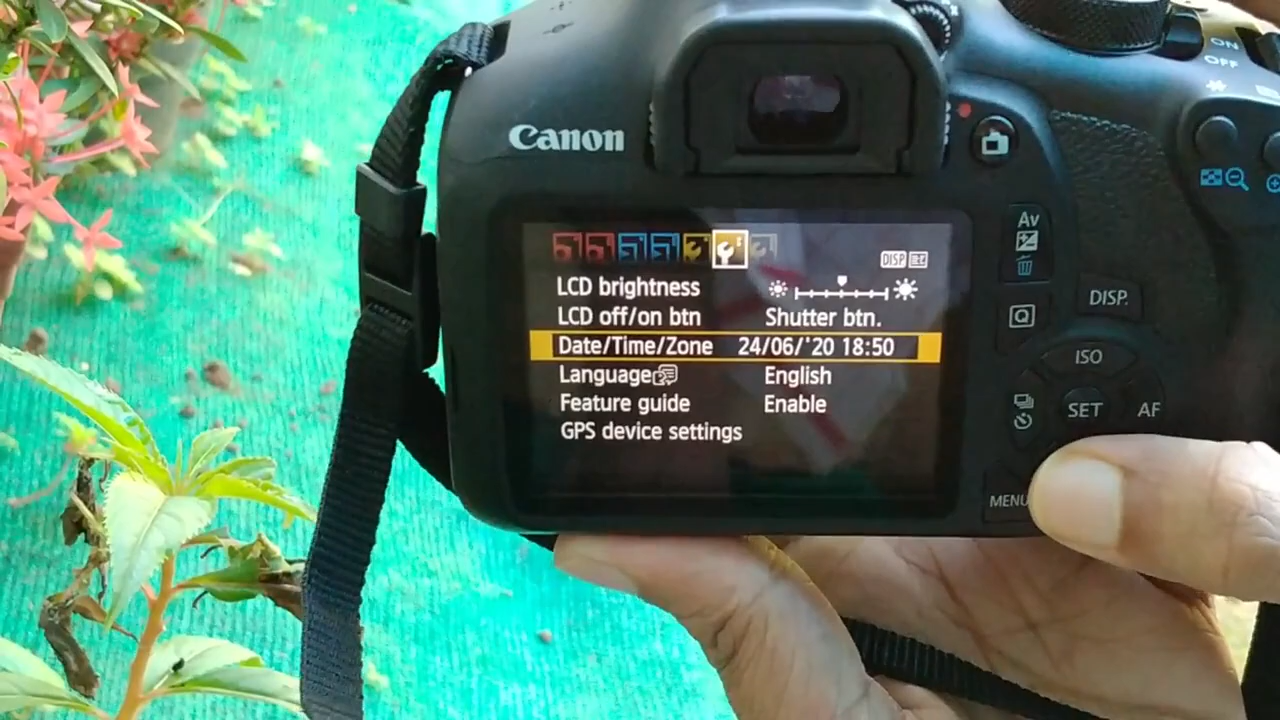 ON
OFF
Canon
Av
DISP
LCD brightness
LCD off/on btn Shutter btn.
Date/Time/Zone 24/06/'20 18:50
Language English
Feature guide Enable
GPS device settings
Q
DISP.
ISO
SET AF
MENU